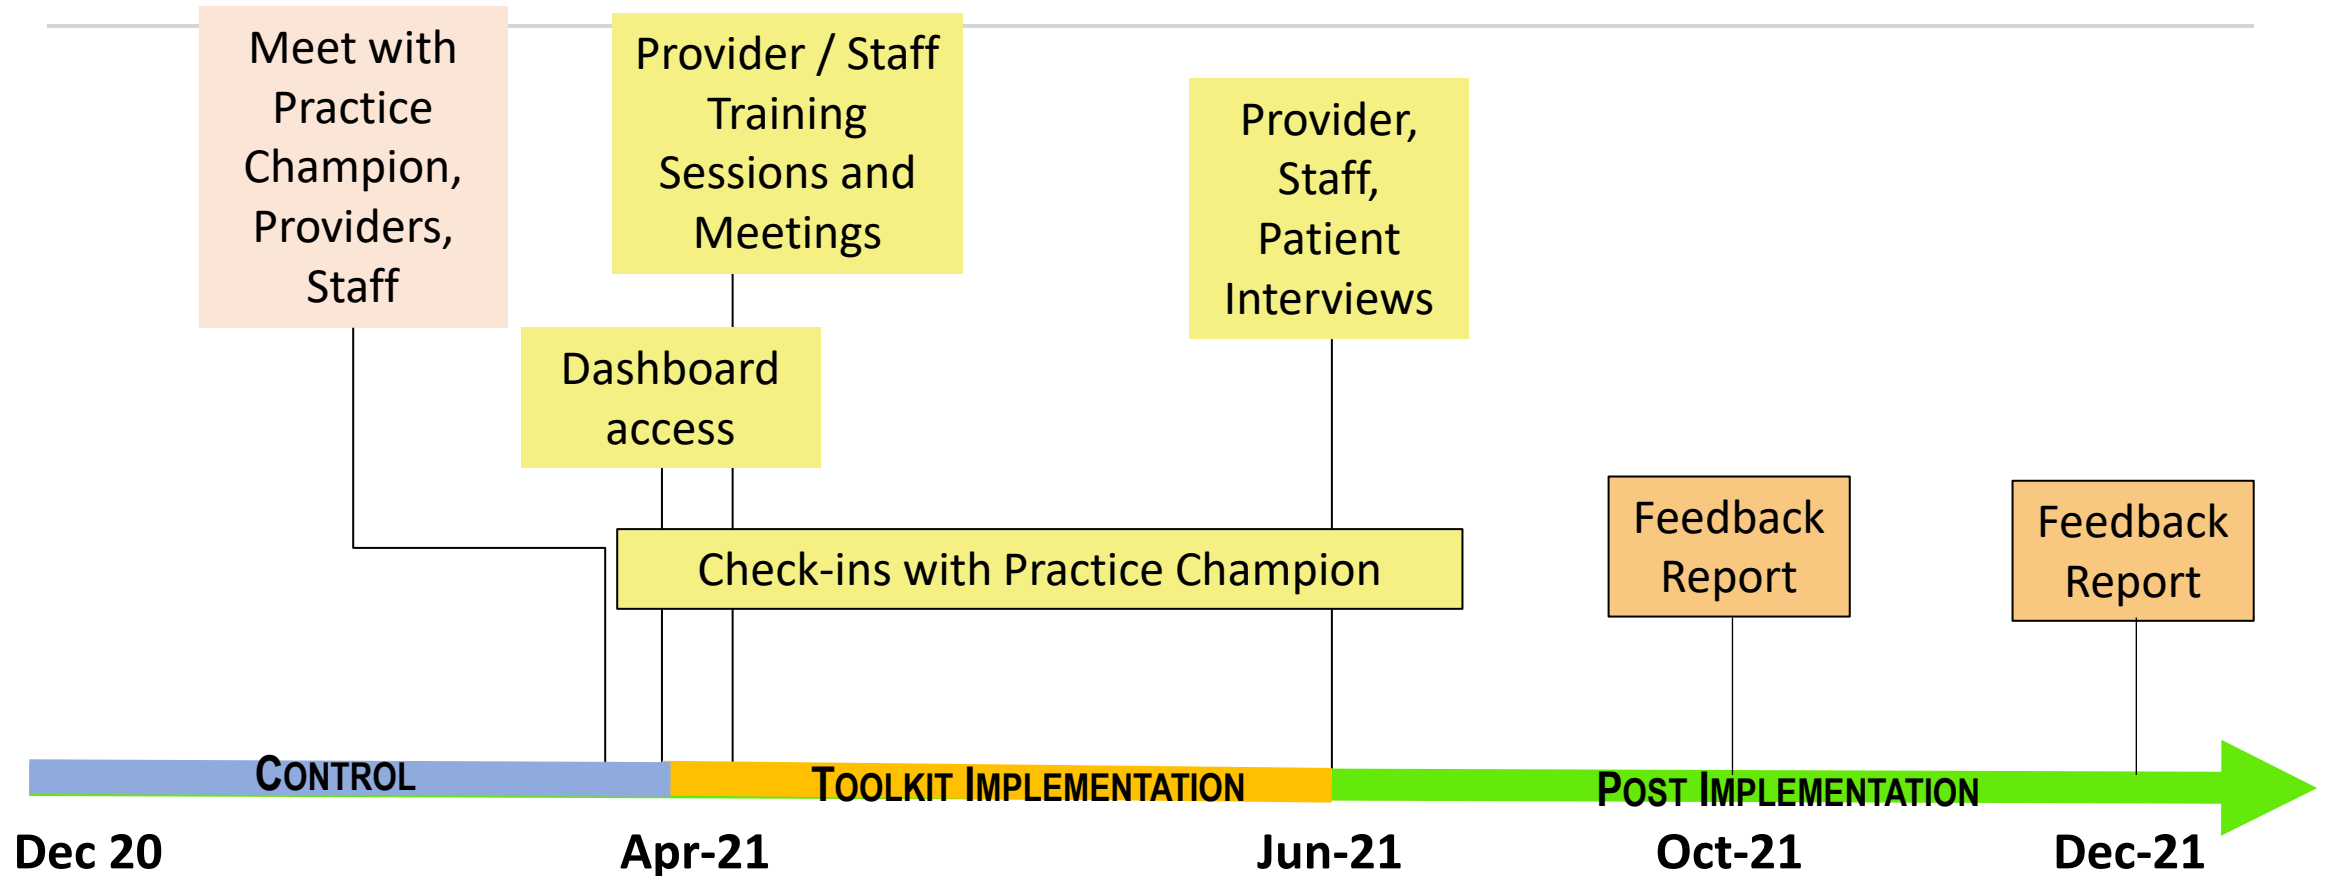 Meet with
Practice
Champion,
Providers,
Staff
Provider / Staff
Training
Sessions and
Meetings
Provider,
Staff,
Patient
Interviews
Dashboard
access
Check-ins with Practice Champion
Feedback
Report
Feedback
Report
CONTROL
TOOLKIT IMPLEMENTATION
POST IMPLEMENTATION
Dec 20
Apr-21
Jun-21
Oct-21
Dec-21